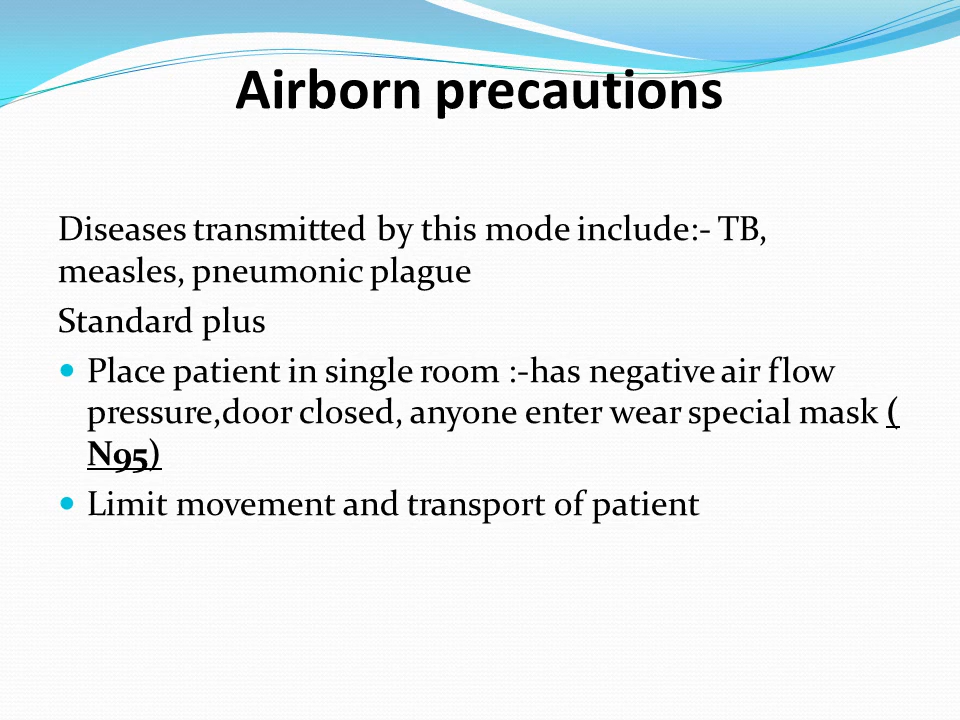 Airborn precautions
Diseases transmitted by this mode include:- TB,
measles, pneumonic plague
Standard plus
Place patient in single room :-has negative air flow
pressure,door closed, anyone enter wear special mask (
N95)
Limit movement and transport of patient